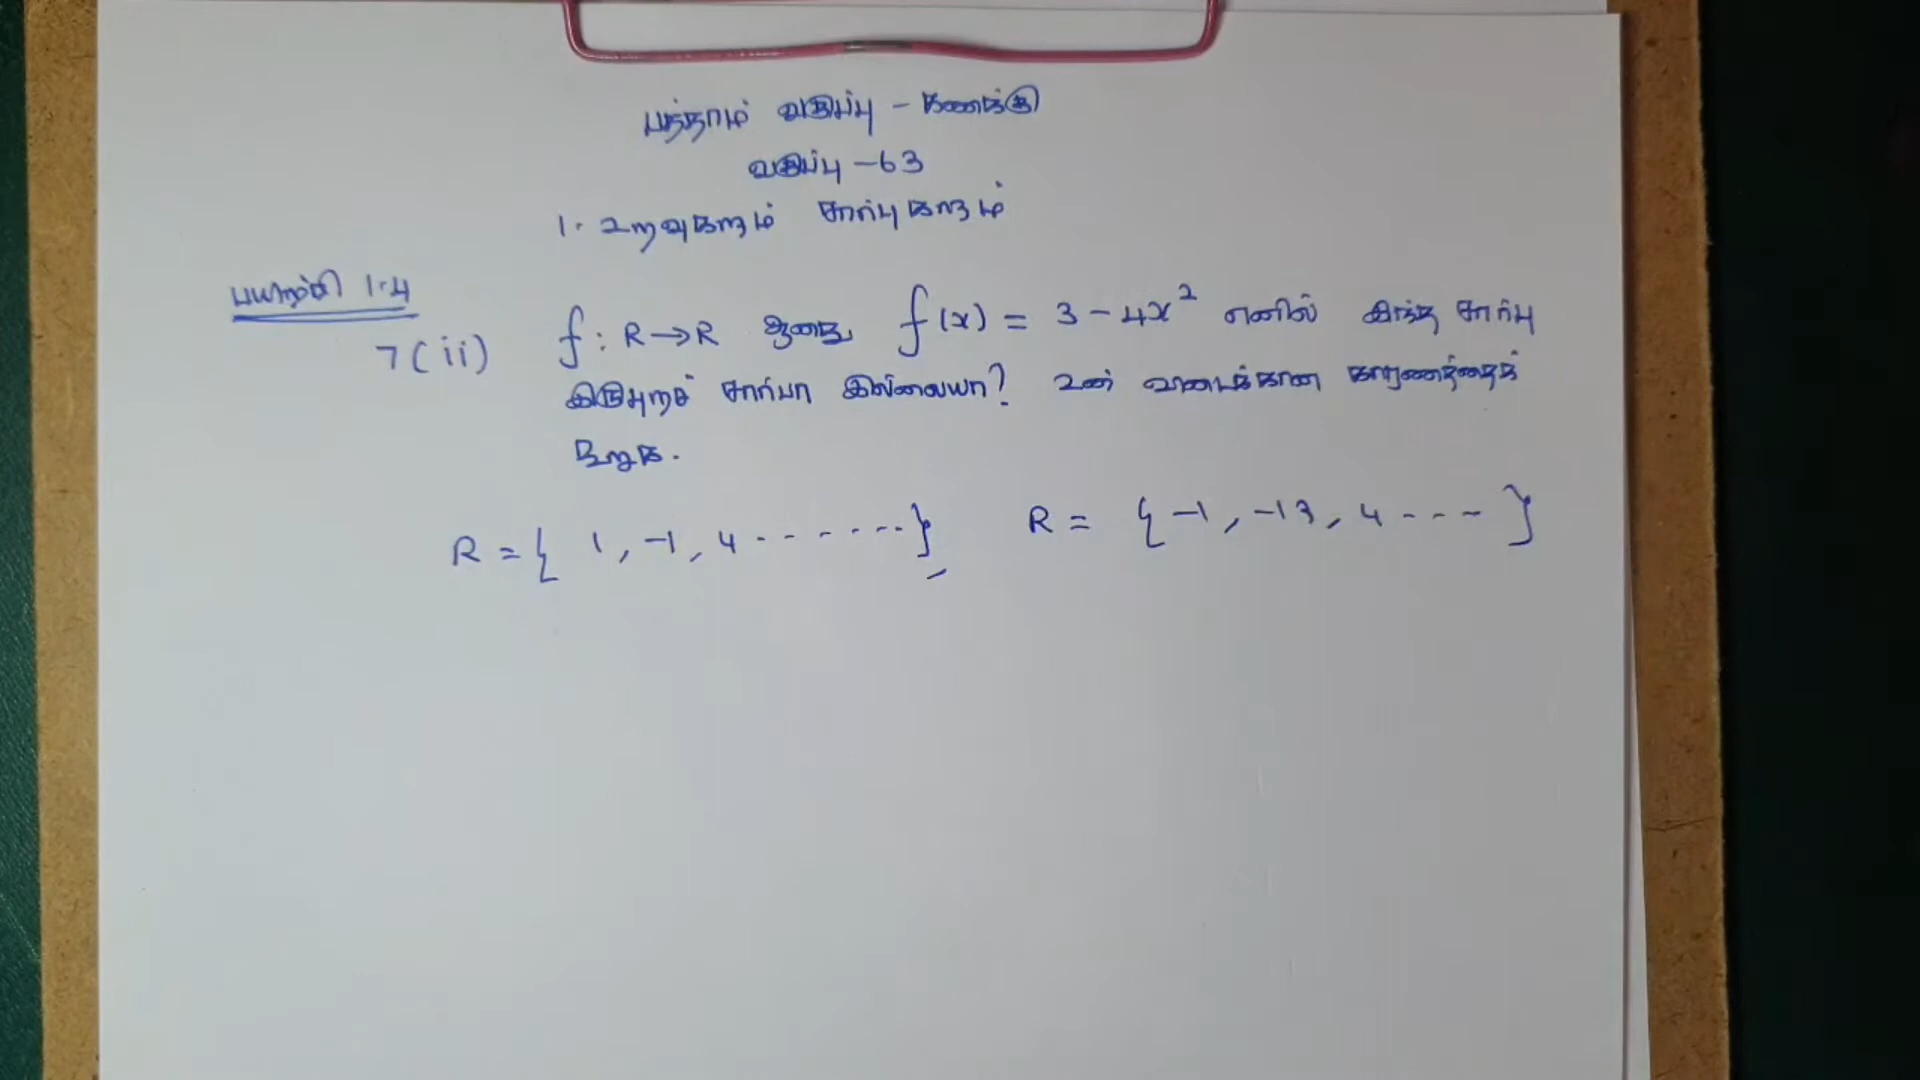 பத்தாம் வகுப்பு - கணக்கு
வகுப்பு - 63
1. உறவுகளும் சார்புகளும்
பயிற்சி 1.4
7(ii) f : R → R ஆனது f(x) = 3 - 4x² எனில் இந்த சார்பு
இருபுறச் சார்பா இல்லையா? உன் விடைக்கான காரணத்தைக்
கூறுக.
R = { 1, -1, 4 - - - - - - - } R = { -1, -13, 4 - - - }